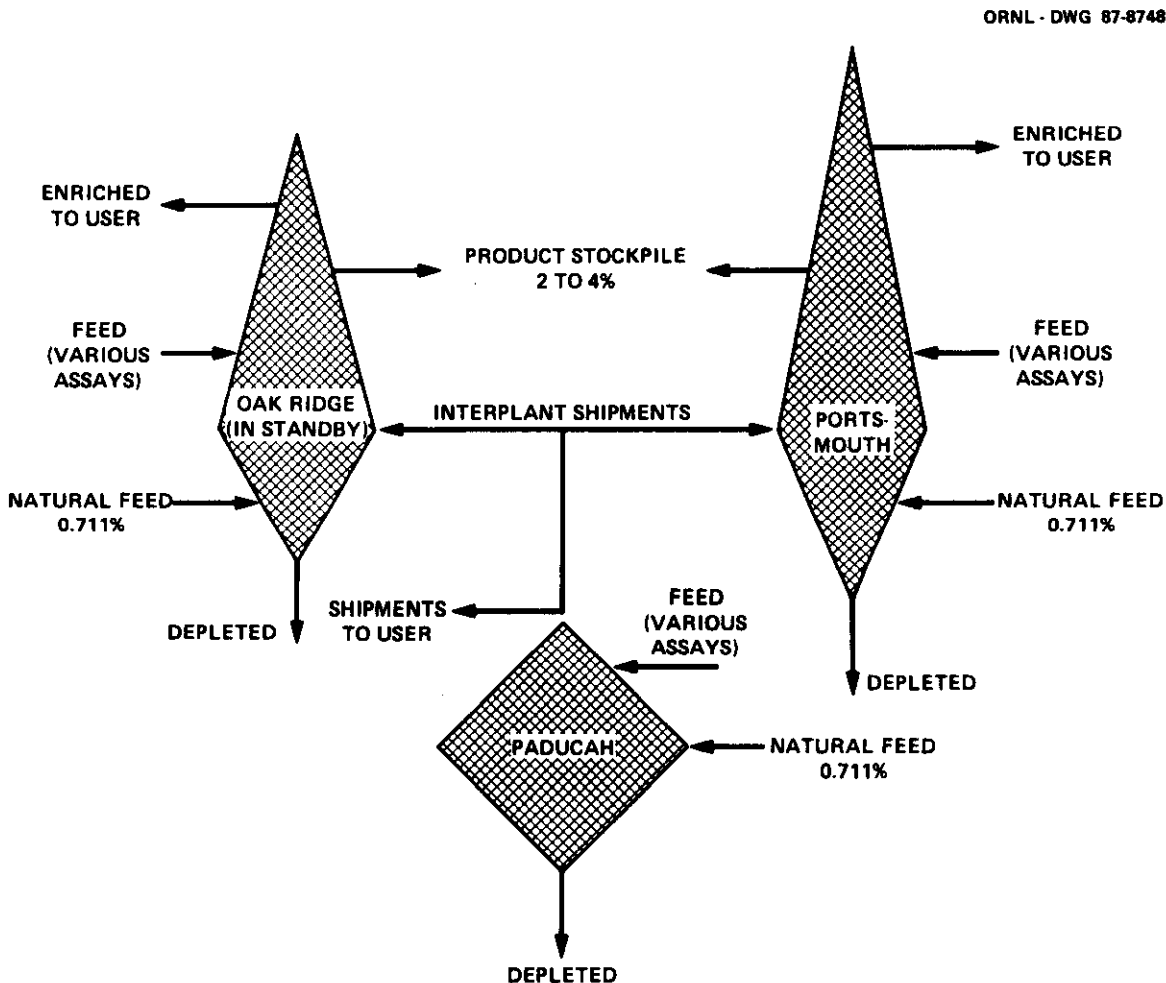 ORNL - DWG 87-8748
ENRICHED
TO USER
ENRICHED
TO USER
PRODUCT STOCKPILE
2 TO 4%
FEED
(VARIOUS
ASSAYS)
FEED
(VARIOUS
ASSAYS)
OAK RIDGE
(IN STANDBY)
INTERPLANT SHIPMENTS
PORTS-
MOUTH
NATURAL FEED
0.711%
NATURAL FEED
0.711%
SHIPMENTS
TO USER
FEED
(VARIOUS
ASSAYS)
DEPLETED
DEPLETED
PADUCAH
NATURAL FEED
0.711%
DEPLETED